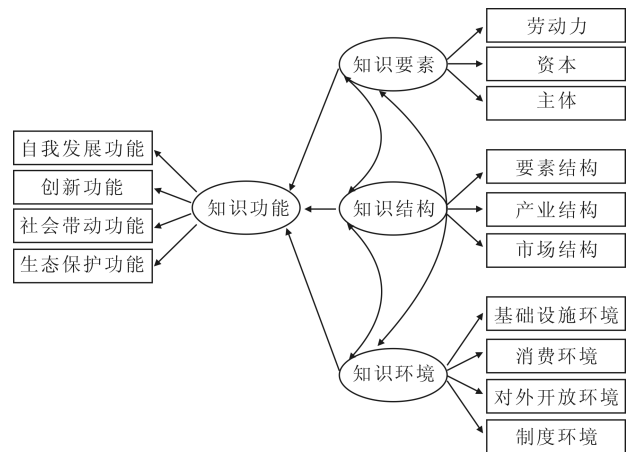 劳动力
资本
主体
知识要素
自我发展功能
创新功能
社会带动功能
生态保护功能
知识功能
知识结构
要素结构
产业结构
市场结构
知识环境
基础设施环境
消费环境
对外开放环境
制度环境